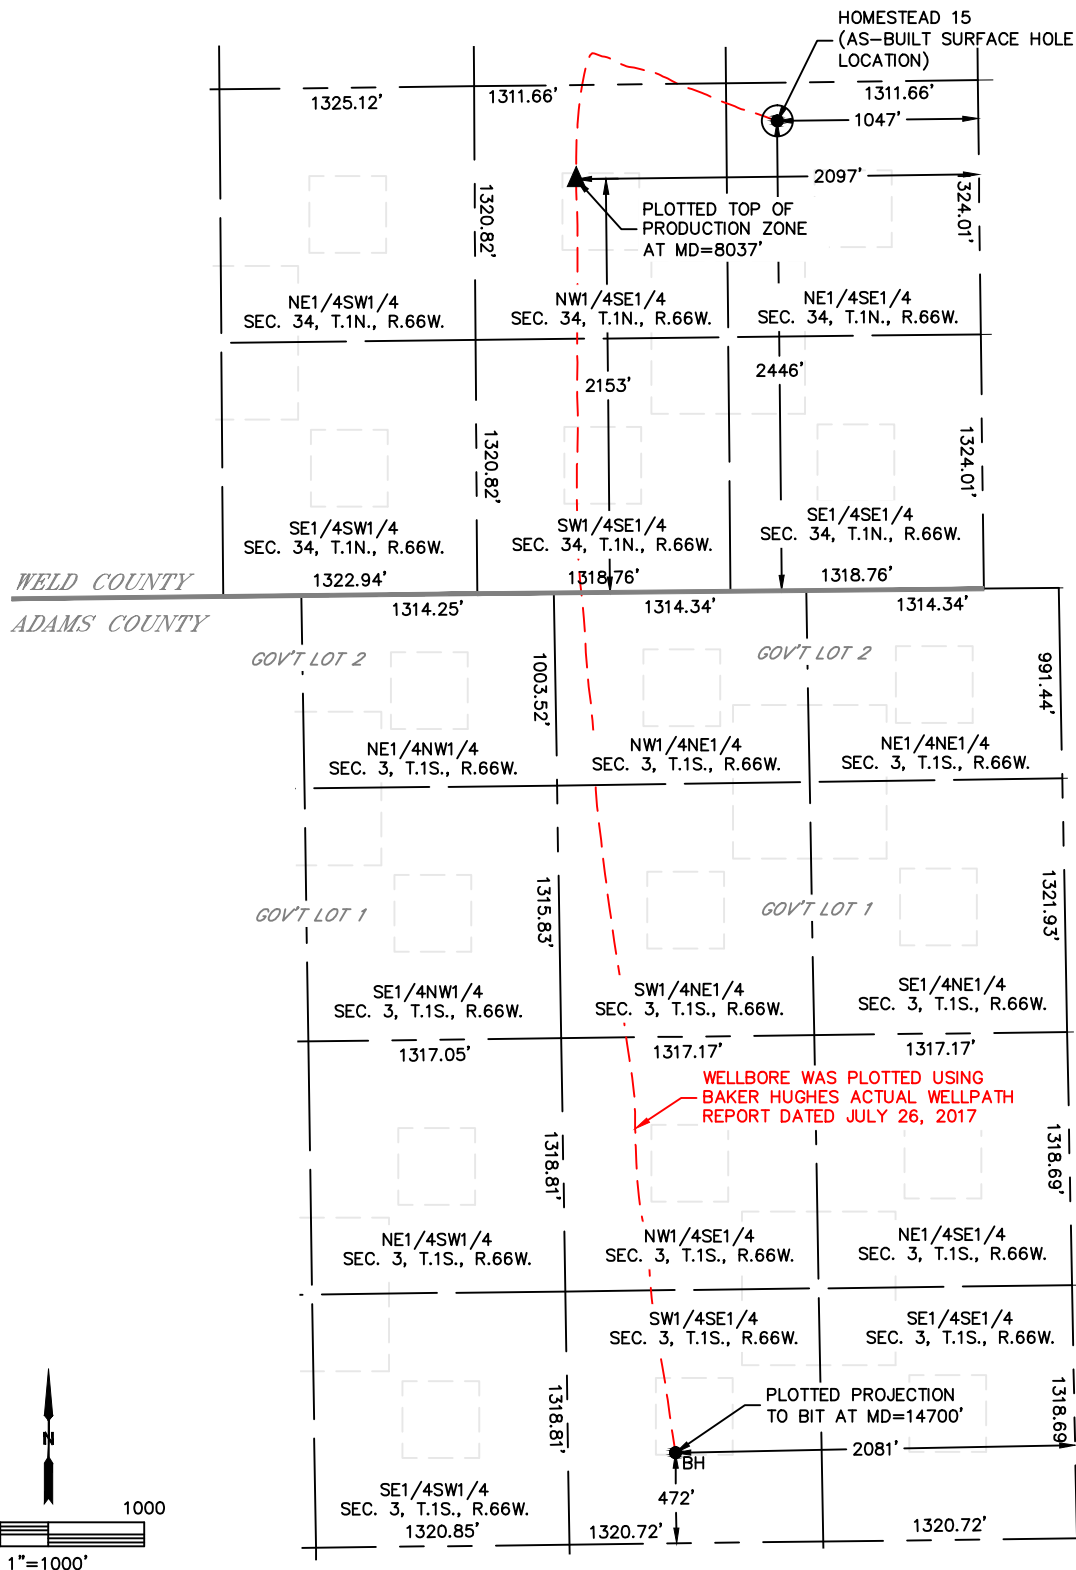 HOMESTEAD 15
(AS-BUILT SURFACE HOLE
LOCATION)
1325.12'
1311.66'
1311.66'
1047'
2097'
1320.82'
1324.01'
PLOTTED TOP OF
PRODUCTION ZONE
AT MD=8037'
NE1/4SW1/4
SEC. 34, T.1N., R.66W.
NW1/4SE1/4
SEC. 34, T.1N., R.66W.
NE1/4SE1/4
SEC. 34, T.1N., R.66W.
2153'
2446'
1320.82'
1324.01'
SE1/4SW1/4
SEC. 34, T.1N., R.66W.
SW1/4SE1/4
SEC. 34, T.1N., R.66W.
SE1/4SE1/4
SEC. 34, T.1N., R.66W.
WELD COUNTY
1322.94'
1318.76'
1318.76'
ADAMS COUNTY
1314.25'
1314.34'
1314.34'
GOV'T LOT 2
GOV'T LOT 2
1003.52'
991.44'
NE1/4NW1/4
SEC. 3, T.1S., R.66W.
NW1/4NE1/4
SEC. 3, T.1S., R.66W.
NE1/4NE1/4
SEC. 3, T.1S., R.66W.
GOV'T LOT 1
GOV'T LOT 1
1315.83'
1321.93'
SE1/4NW1/4
SEC. 3, T.1S., R.66W.
SW1/4NE1/4
SEC. 3, T.1S., R.66W.
SE1/4NE1/4
SEC. 3, T.1S., R.66W.
1317.05'
1317.17'
1317.17'
WELLBORE WAS PLOTTED USING
BAKER HUGHES ACTUAL WELLPATH
REPORT DATED JULY 26, 2017
1318.81'
1318.69'
NE1/4SW1/4
SEC. 3, T.1S., R.66W.
NW1/4SE1/4
SEC. 3, T.1S., R.66W.
NE1/4SE1/4
SEC. 3, T.1S., R.66W.
SW1/4SE1/4
SEC. 3, T.1S., R.66W.
SE1/4SE1/4
SEC. 3, T.1S., R.66W.
1318.81'
1318.69'
PLOTTED PROJECTION
TO BIT AT MD=14700'
2081'
BH
472'
SE1/4SW1/4
SEC. 3, T.1S., R.66W.
1320.85'
1320.72'
1320.72'
N
1000
1"=1000'